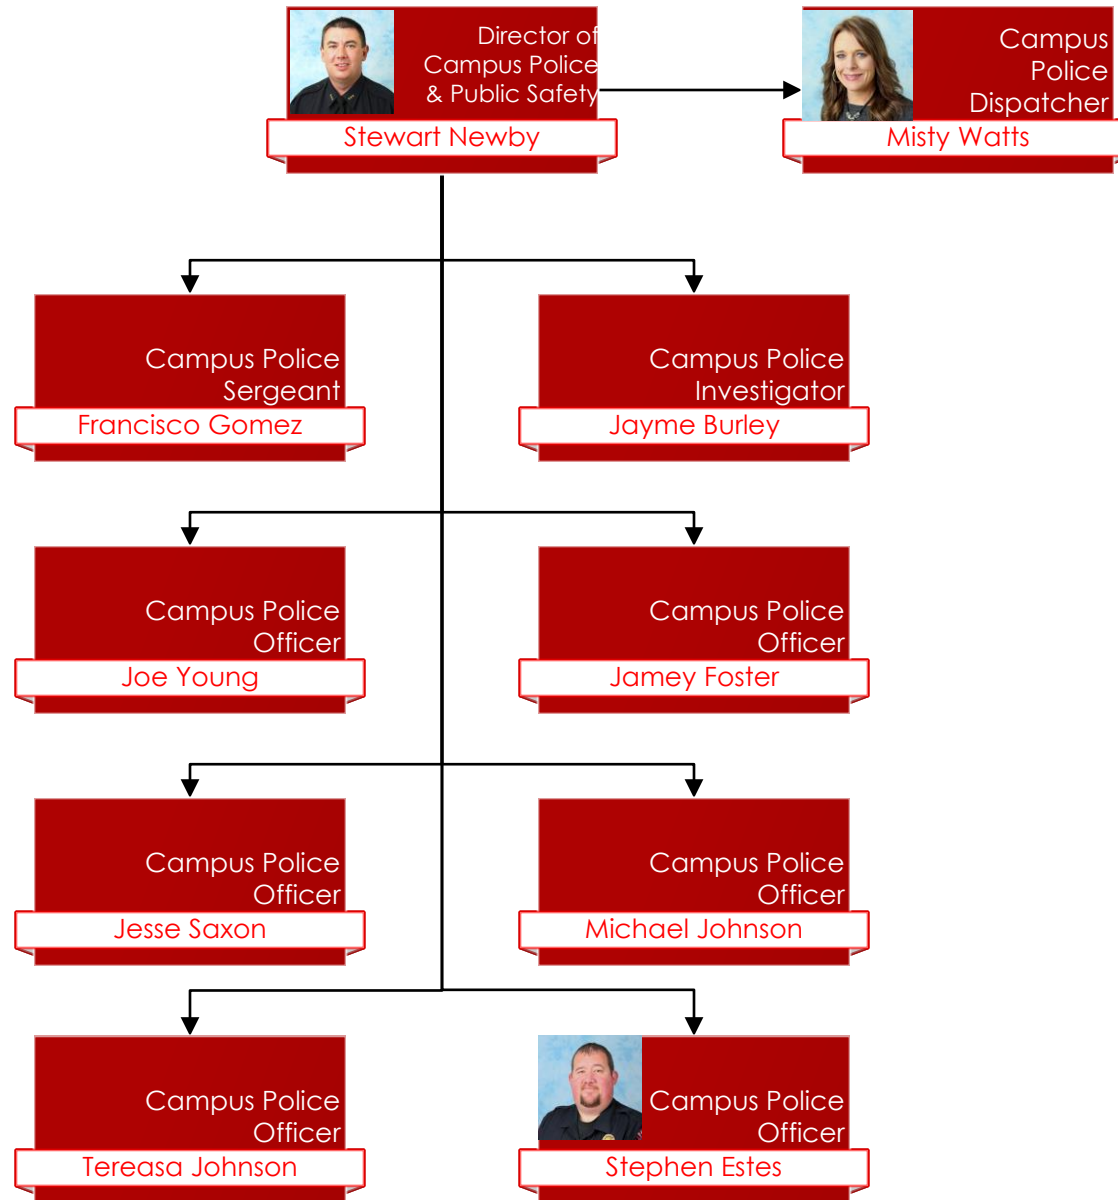 Director of
Campus Police
& Public Safety
Stewart Newby
Campus
Police
Dispatcher
Misty Watts
Campus Police
Sergeant
Francisco Gomez
Campus Police
Investigator
Jayme Burley
Campus Police
Officer
Joe Young
Campus Police
Officer
Jamey Foster
Campus Police
Officer
Jesse Saxon
Campus Police
Officer
Michael Johnson
Campus Police
Officer
Tereasa Johnson
Campus Police
Officer
Stephen Estes